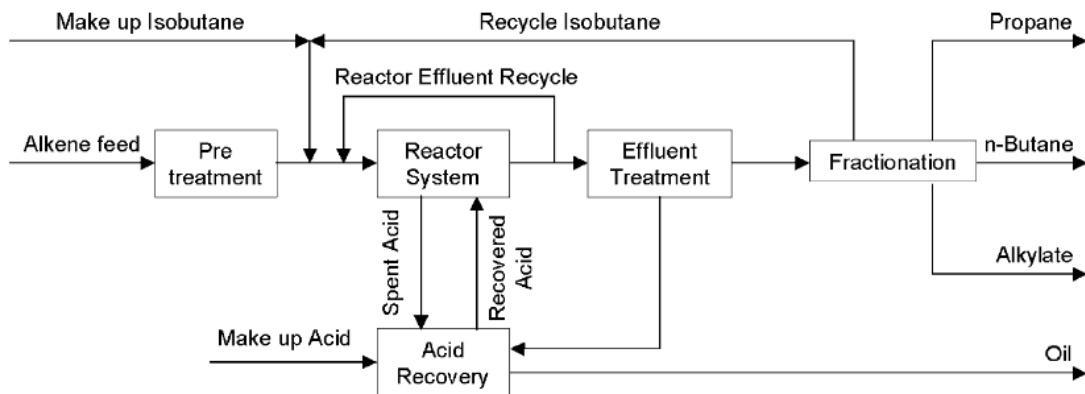 Make up Isobutane
Recycle Isobutane
Propane
Reactor Effluent Recycle
Alkene feed
Pre
treatment
Reactor
System
Effluent
Treatment
Fractionation
n-Butane
Spent Acid
Recovered
Acid
Alkylate
Make up Acid
Acid
Recovery
Oil